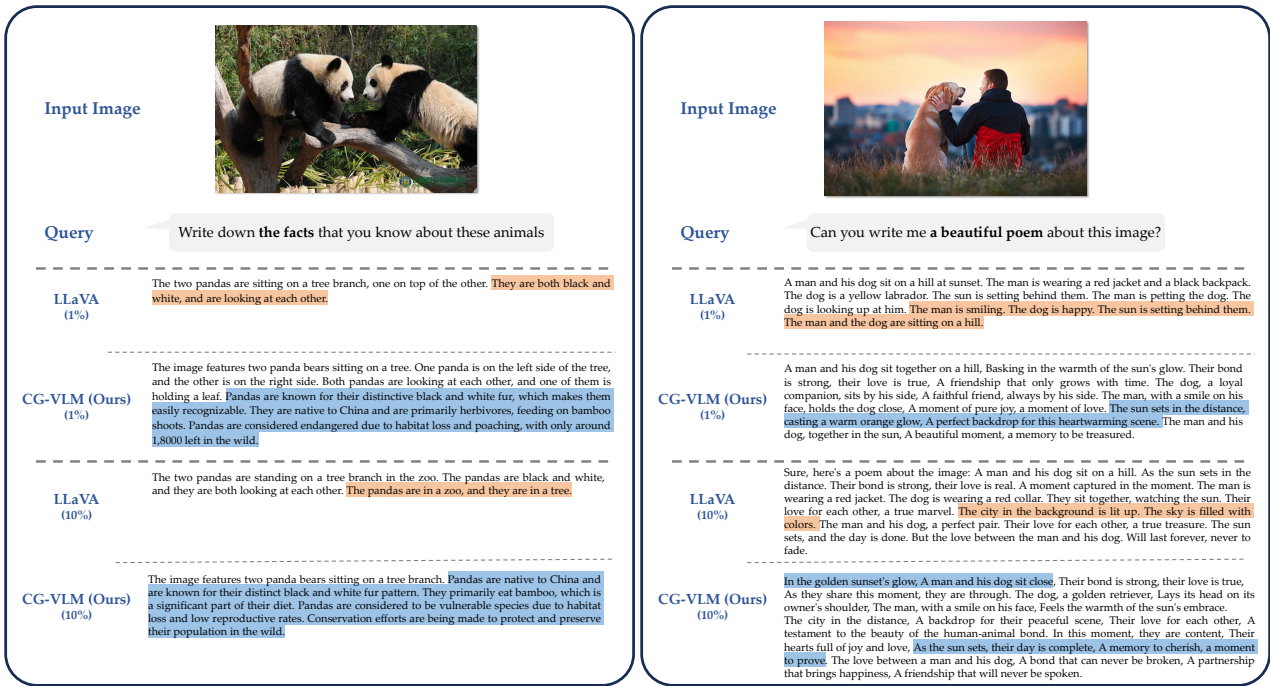 Input Image
Query
Write down the facts that you know about these animals
LLaVA
(1%)
The two pandas are sitting on a tree branch, one on top of the other. They are both black and
white, and are looking at each other.
CG-VLM (Ours)
(1%)
The image features two panda bears sitting on a tree. One panda is on the left side of the tree,
and the other is on the right side. Both pandas are looking at each other, and one of them is
holding a leaf. Pandas are known for their distinctive black and white fur, which makes them
easily recognizable. They are native to China and are primarily herbivores, feeding on bamboo
shoots. Pandas are considered endangered due to habitat loss and poaching, with only around
1,8000 left in the wild.
LLaVA
(10%)
The two pandas are standing on a tree branch in the zoo. The pandas are black and white,
and they are both looking at each other. The pandas are in a zoo, and they are in a tree.
CG-VLM (Ours)
(10%)
The image features two panda bears sitting on a tree branch. Pandas are native to China and
are known for their distinct black and white fur pattern. They primarily eat bamboo, which is
a significant part of their diet. Pandas are considered to be vulnerable species due to habitat
loss and low reproductive rates. Conservation efforts are being made to protect and preserve
their population in the wild.
Input Image
Query
Can you write me a beautiful poem about this image?
LLaVA
(1%)
A man and his dog sit on a hill at sunset. The man is wearing a red jacket and a black backpack.
The dog is a yellow labrador. The sun is setting behind them. The man is petting the dog. The
dog is looking up at him. The man is smiling. The dog is happy. The sun is setting behind them.
The man and the dog are sitting on a hill.
CG-VLM (Ours)
(1%)
A man and his dog sit together on a hill, Basking in the warmth of the sun's glow. Their bond
is strong, their love is true, A friendship that only grows with time. The dog, a loyal
companion, sits by his side, A faithful friend, always by his side. The man, with a smile on his
face, holds the dog close, A moment of pure joy, a moment of love. The sun sets in the distance,
casting a warm orange glow, A perfect backdrop for this heartwarming scene. The man and his
dog, together in the sun, A beautiful moment, a memory to be treasured.
LLaVA
(10%)
Sure, here's a poem about the image: A man and his dog sit on a hill. As the sun sets in the
distance. Their bond is strong, their love is real. A moment captured in the moment. The man is
wearing a red jacket. The dog is wearing a red collar. They sit together, watching the sun. Their
love for each other, a true marvel. The city in the background is lit up. The sky is filled with
colors. The man and his dog, a perfect pair. Their love for each other, a true treasure. The sun
sets, and the day is done. But the love between the man and his dog. Will last forever, never to
fade.
CG-VLM (Ours)
(10%)
In the golden sunset's glow, A man and his dog sit close, Their bond is strong, their love is true,
As they share this moment, they are through. The dog, a golden retriever, Lays its head on its
owner's shoulder, The man, with a smile on his face, Feels the warmth of the sun's embrace.
The city in the distance, A backdrop for their peaceful scene, Their love for each other, A
testament to the beauty of the human-animal bond. In this moment, they are content, Their
hearts full of joy and love, As the sun sets, their day is complete, A memory to cherish, a moment
to prove. The love between a man and his dog, A bond that can never be broken, A partnership
that brings happiness, A friendship that will never be spoken.